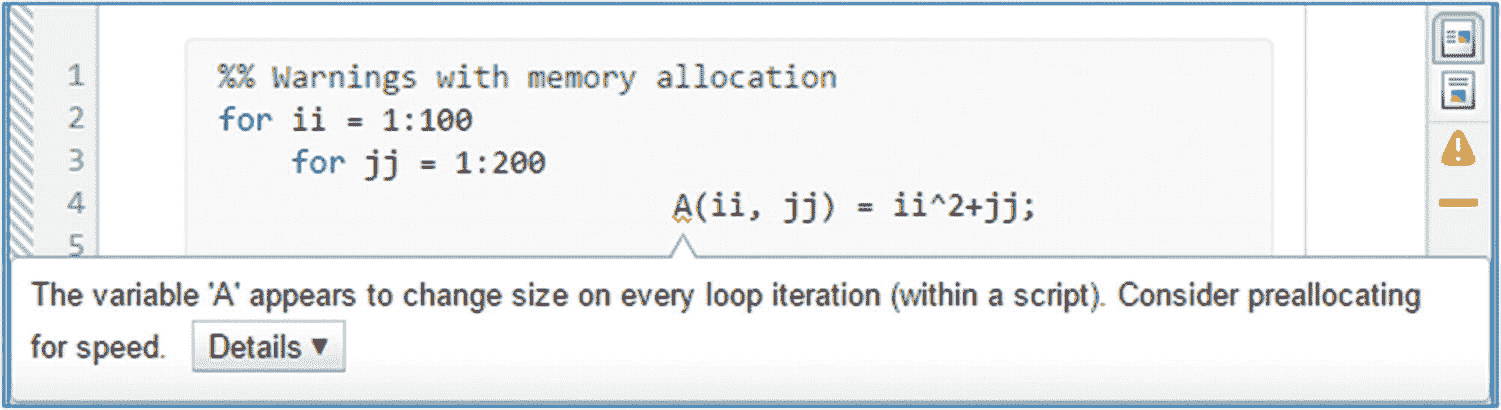 1 %% Warnings with memory allocation
2 for ii = 1:100
3 for jj = 1:200
4 A(ii, jj) = ii^2+jj;
5
The variable 'A' appears to change size on every loop iteration (within a script). Consider preallocating
for speed. Details ▼